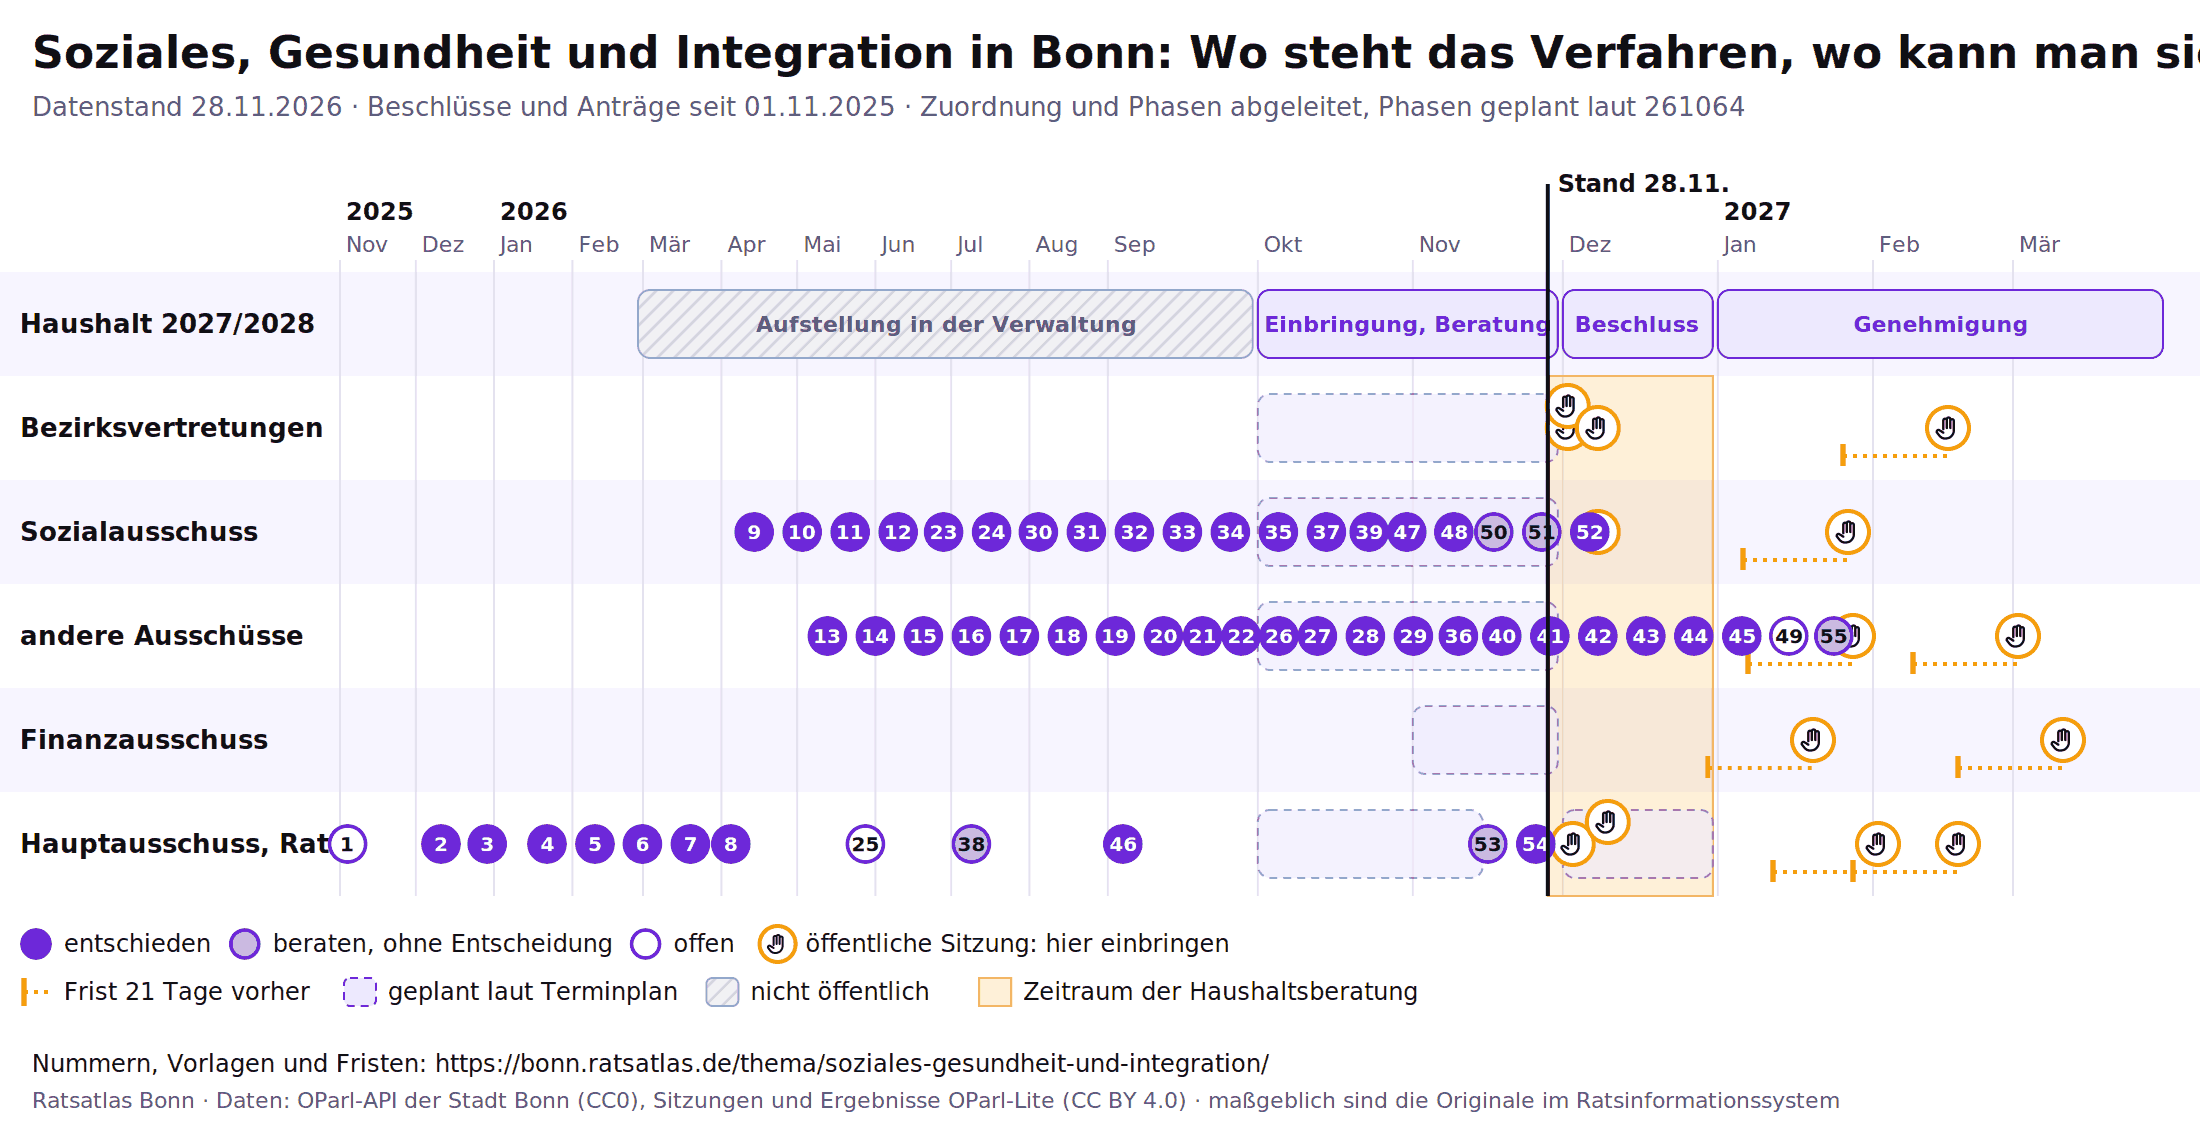 Soziales, Gesundheit und Integration in Bonn: Wo steht das Verfahren, wo kann man
Datenstand 28.11.2026 · Beschlüsse und Anträge seit 01.11.2025 · Zuordnung und Phasen abgeleitet, Phasen geplant laut 261064
Stand 28.11.
2025 2026 2027
Nov Dez Jan Feb Mär Apr Mai Jun Jul Aug Sep Okt Nov Dez Jan Feb Mär
Haushalt 2027/2028 Aufstellung in der Verwaltung Einbringung, Beratung Beschluss Genehmigung
Bezirksvertretungen
Sozialausschuss 9 10 11 12 23 24 30 31 32 33 34 35 37 39 47 48 50 51 52
andere Ausschüsse 13 14 15 16 17 18 19 20 21 22 26 27 28 29 36 40 41 42 43 44 45 49 55
Finanzausschuss
Hauptausschuss, Rat 1 2 3 4 5 6 7 8 25 38 46 53 54
entschieden beraten, ohne Entscheidung offen öffentliche Sitzung: hier einbringen
Frist 21 Tage vorher geplant laut Terminplan nicht öffentlich Zeitraum der Haushaltsberatung
Nummern, Vorlagen und Fristen: https://bonn.ratsatlas.de/thema/soziales-gesundheit-und-integration/
Ratsatlas Bonn · Daten: OParl-API der Stadt Bonn (CC0), Sitzungen und Ergebnisse OParl-Lite (CC BY 4.0) · maßgeblich sind die Originale im Ratsinformationssystem